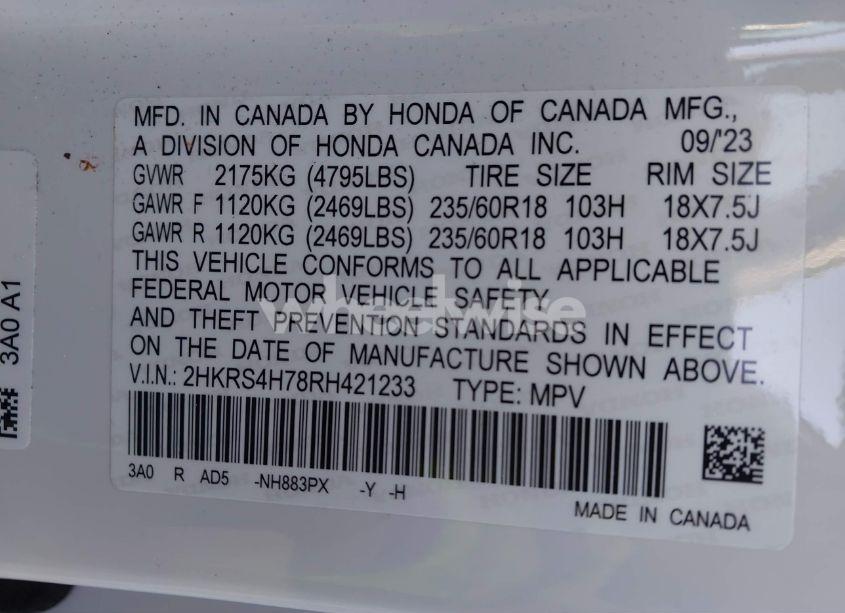 MFD. IN CANADA BY HONDA OF CANADA MFG.,
A DIVISION OF HONDA CANADA INC. 09/'23
GVWR 2175KG (4795LBS) TIRE SIZE RIM SIZE
GAWR F 1120KG (2469LBS) 235/60R18 103H 18X7.5J
GAWR R 1120KG (2469LBS) 235/60R18 103H 18X7.5J
THIS VEHICLE CONFORMS TO ALL APPLICABLE
FEDERAL MOTOR VEHICLE SAFETY
AND THEFT PREVENTION STANDARDS IN EFFECT
ON THE DATE OF MANUFACTURE SHOWN ABOVE.
V.I.N.: 2HKRS4H78RH421233 TYPE: MPV
3A0 R AD5 -NH883PX -Y -H
MADE IN CANADA
3A0 A1
wheelwise